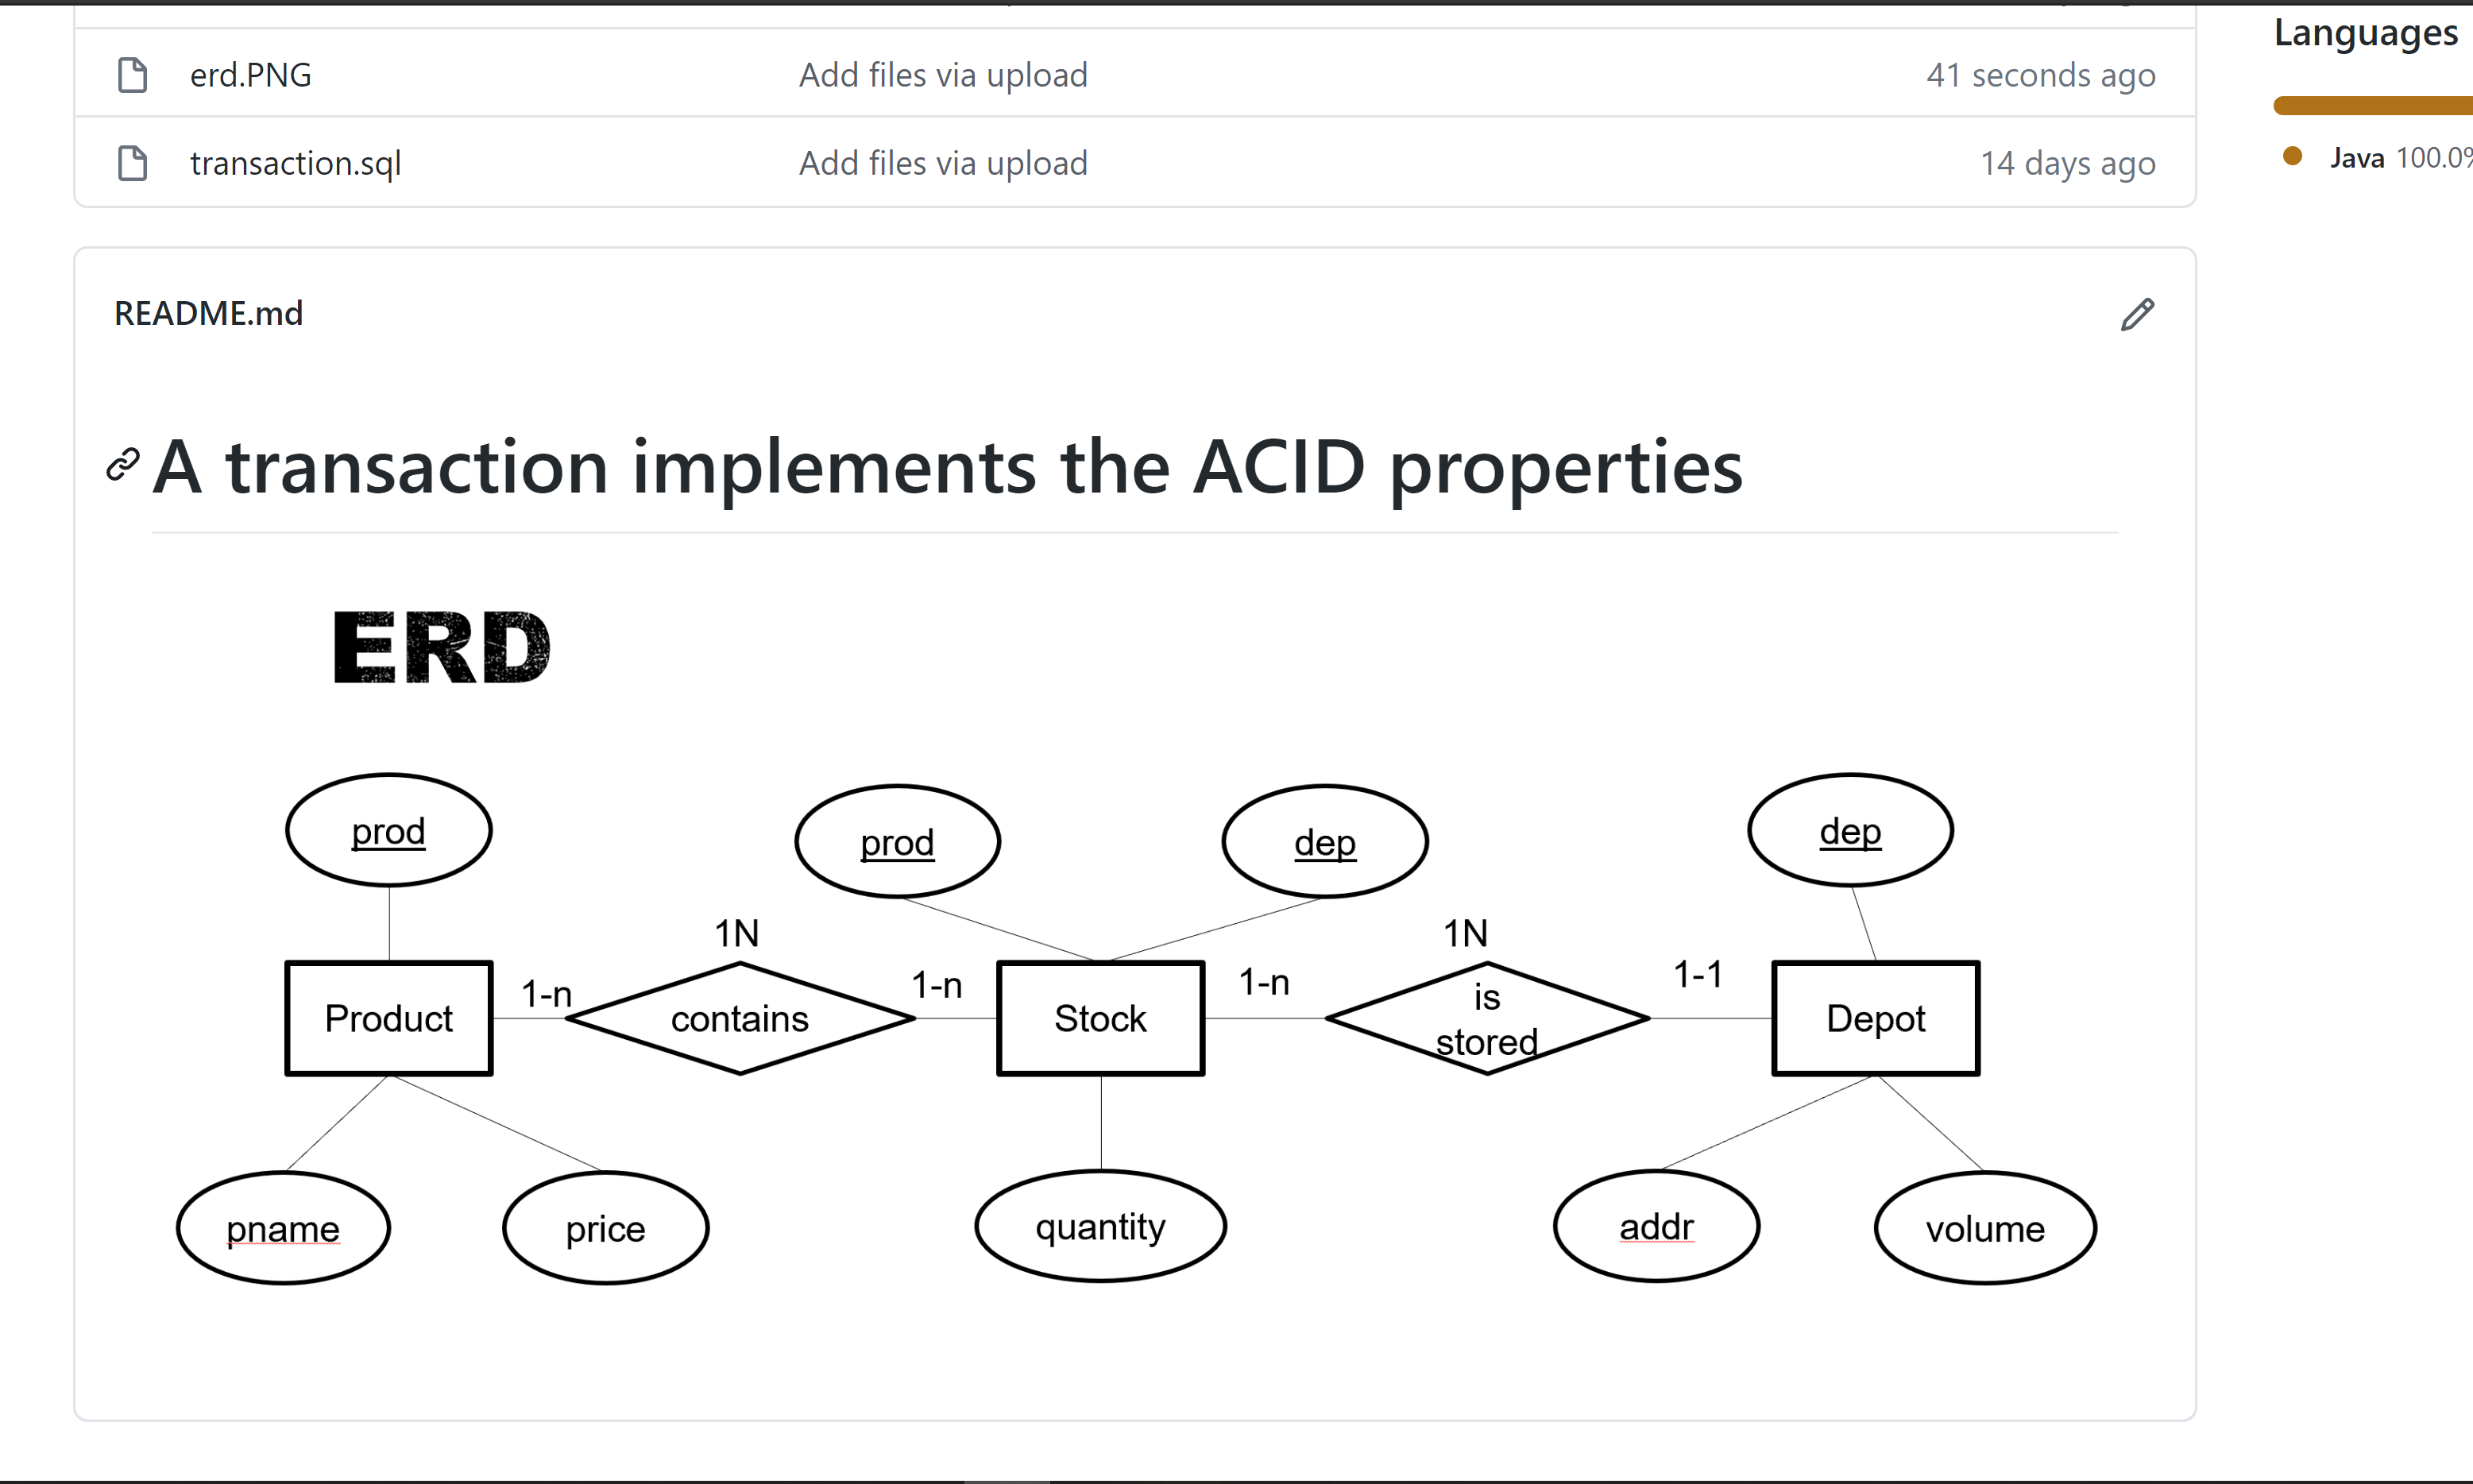 Languages
erd.PNG Add files via upload 41 seconds ago
Java 100.0%
transaction.sql Add files via upload 14 days ago
README.md
A transaction implements the ACID properties
ERD
prod prod dep dep
1N 1N
Product 1-n contains 1-n Stock 1-n is stored 1-1 Depot
pname price quantity addr volume